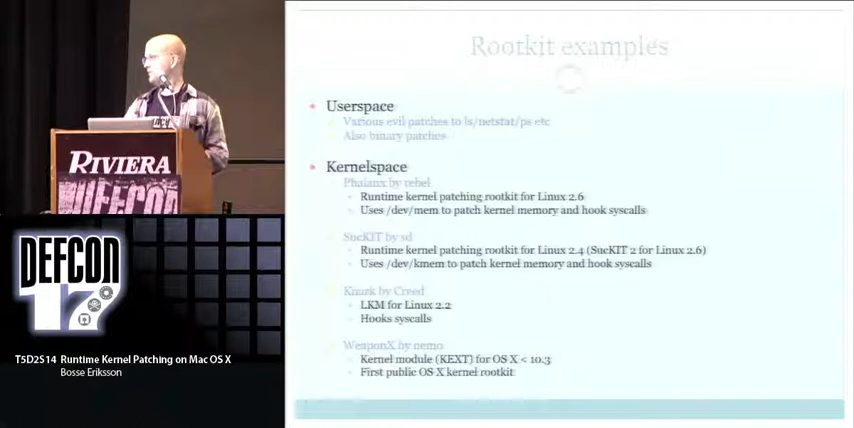 Rootkit examples
Userspace
Various evil patches to ls/netstat/ps etc
Also binary patches
Kernelspace
Phalanx by rebel
Runtime kernel patching rootkit for Linux 2.6
Uses /dev/mem to patch kernel memory and hook syscalls
SucKIT by sd
Runtime kernel patching rootkit for Linux 2.4 (SucKIT 2 for Linux 2.6)
Uses /dev/kmem to patch kernel memory and hook syscalls
Knark by Creed
LKM for Linux 2.2
Hooks syscalls
WeaponX by nemo
Kernel module (KEXT) for OS X < 10.3
First public OS X kernel rootkit
RIVIERA
DEFCON
DEFCON
17
T5D2S14 Runtime Kernel Patching on Mac OS X
Bosse Eriksson